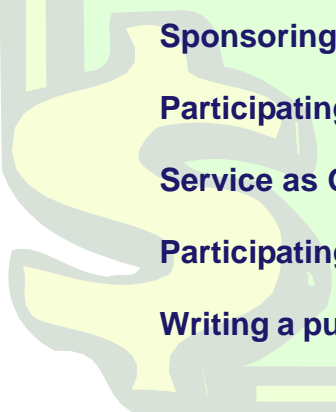 Sponsoring
Participating
Service as
Participating
Writing a pu